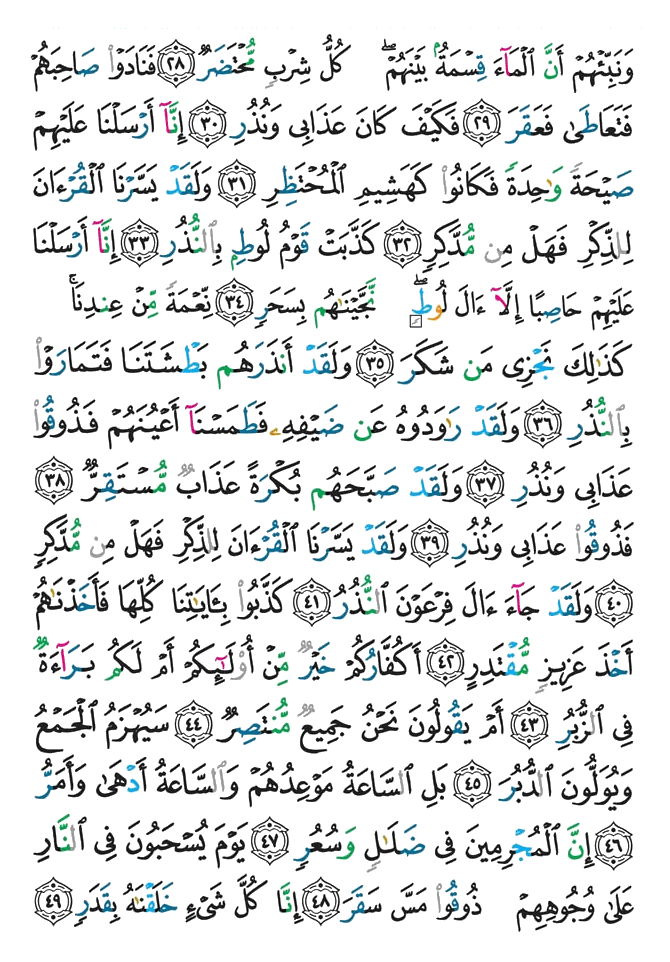 وَنَبِّئْهُمْ أَنَّ ٱلْمَآءَ قِسْمَةٌۢ بَيْنَهُمْ ۖ كُلُّ شِرْبٍ مُّحْتَضَرٌ ٢٨ فَنَادَوْا۟ صَاحِبَهُمْ
فَتَعَاطَىٰ فَعَقَرَ ٢٩ فَكَيْفَ كَانَ عَذَابِى وَنُذُرِ ٣٠ إِنَّآ أَرْسَلْنَا عَلَيْهِمْ
صَيْحَةً وَٰحِدَةً فَكَانُوا۟ كَهَشِيمِ ٱلْمُحْتَظِرِ ٣١ وَلَقَدْ يَسَّرْنَا ٱلْقُرْءَانَ
لِلذِّكْرِ فَهَلْ مِن مُّدَّكِرٍ ٣٢ كَذَّبَتْ قَوْمُ لُوطٍۭ بِٱلنُّذُرِ ٣٣ إِنَّآ أَرْسَلْنَا
عَلَيْهِمْ حَاصِبًا إِلَّآ ءَالَ لُوطٍ ۖ نَّجَّيْنَٰهُم بِسَحَرٍ ٣٤ نِّعْمَةً مِّنْ عِندِنَا ۚ
كَذَٰلِكَ نَجْزِى مَن شَكَرَ ٣٥ وَلَقَدْ أَنذَرَهُم بَطْشَتَنَا فَتَمَارَوْا۟
بِٱلنُّذُرِ ٣٦ وَلَقَدْ رَٰوَدُوهُ عَن ضَيْفِهِۦ فَطَمَسْنَآ أَعْيُنَهُمْ فَذُوقُوا۟
عَذَابِى وَنُذُرِ ٣٧ وَلَقَدْ صَبَّحَهُم بُكْرَةً عَذَابٌ مُّسْتَقِرٌّ ٣٨
فَذُوقُوا۟ عَذَابِى وَنُذُرِ ٣٩ وَلَقَدْ يَسَّرْنَا ٱلْقُرْءَانَ لِلذِّكْرِ فَهَلْ مِن مُّدَّكِرٍ
٤٠ وَلَقَدْ جَآءَ ءَالَ فِرْعَوْنَ ٱلنُّذُرُ ٤١ كَذَّبُوا۟ بِـَٔايَٰتِنَا كُلِّهَا فَأَخَذْنَٰهُمْ
أَخْذَ عَزِيزٍ مُّقْتَدِرٍ ٤٢ أَكُفَّارُكُمْ خَيْرٌ مِّنْ أُو۟لَٰٓئِكُمْ أَمْ لَكُم بَرَآءَةٌ
فِى ٱلزُّبُرِ ٤٣ أَمْ يَقُولُونَ نَحْنُ جَمِيعٌ مُّنتَصِرٌ ٤٤ سَيُهْزَمُ ٱلْجَمْعُ
وَيُوَلُّونَ ٱلدُّبُرَ ٤٥ بَلِ ٱلسَّاعَةُ مَوْعِدُهُمْ وَٱلسَّاعَةُ أَدْهَىٰ وَأَمَرُّ
٤٦ إِنَّ ٱلْمُجْرِمِينَ فِى ضَلَٰلٍ وَسُعُرٍ ٤٧ يَوْمَ يُسْحَبُونَ فِى ٱلنَّارِ
عَلَىٰ وُجُوهِهِمْ ذُوقُوا۟ مَسَّ سَقَرَ ٤٨ إِنَّا كُلَّ شَىْءٍ خَلَقْنَٰهُ بِقَدَرٍ ٤٩